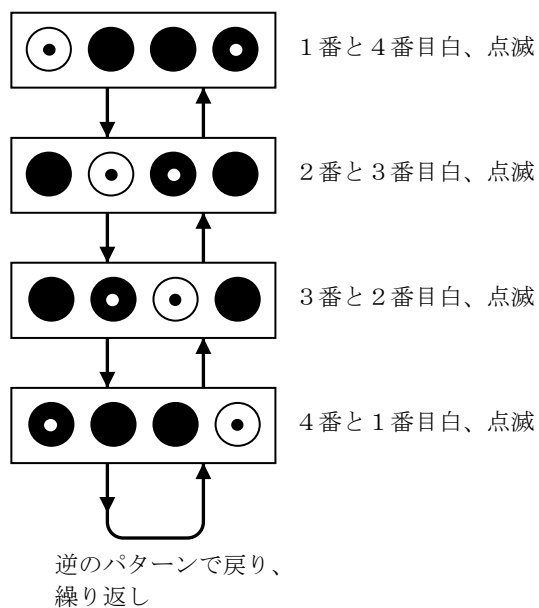 １番と４番目白、点滅
２番と３番目白、点滅
３番と２番目白、点滅
４番と１番目白、点滅
逆のパターンで戻り、
繰り返し